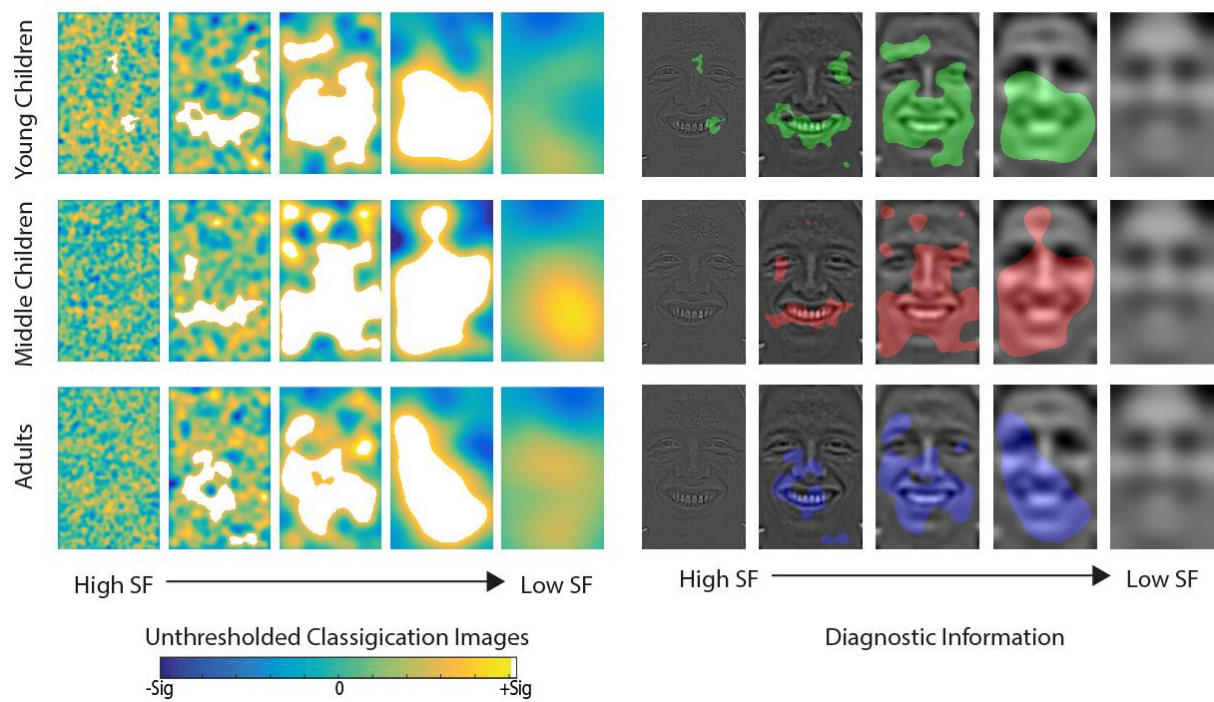 Young Children
Middle Children
Adults
High SF Low SF
High SF Low SF
Unthresholded Classigication Images
Diagnostic Information
-Sig 0 +Sig